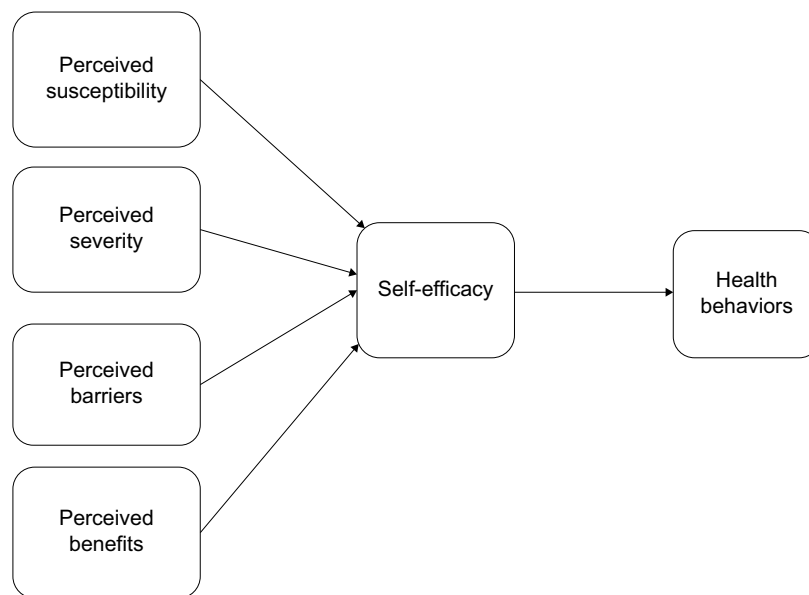 Perceived
susceptibility
Perceived
severity
Perceived
barriers
Perceived
benefits
Self-efficacy
Health
behaviors